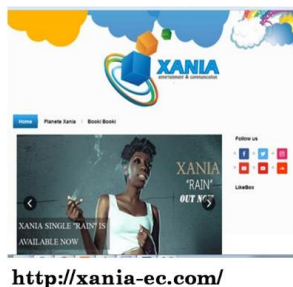 XANIA
entertainment & communication
Home
Planete Xania
Booki Booki
Follow us
XANIA
"RAIN"
OUT NOW
LikeBox
XANIA SINGLE "RAIN" IS
AVAILABLE NOW
http://xania-ec.com/